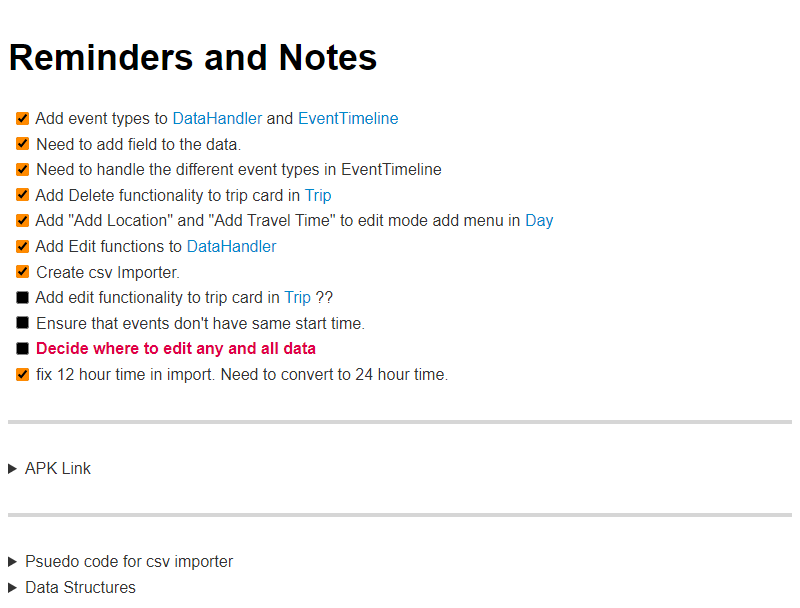 Reminders and Notes
Add event types to DataHandler and EventTimeline
Need to add field to the data.
Need to handle the different event types in EventTimeline
Add Delete functionality to trip card in Trip
Add "Add Location" and "Add Travel Time" to edit mode add menu in Day
Add Edit functions to DataHandler
Create csv Importer.
Add edit functionality to trip card in Trip ??
Ensure that events don't have same start time.
Decide where to edit any and all data
fix 12 hour time in import. Need to convert to 24 hour time.
APK Link
Psuedo code for csv importer
Data Structures